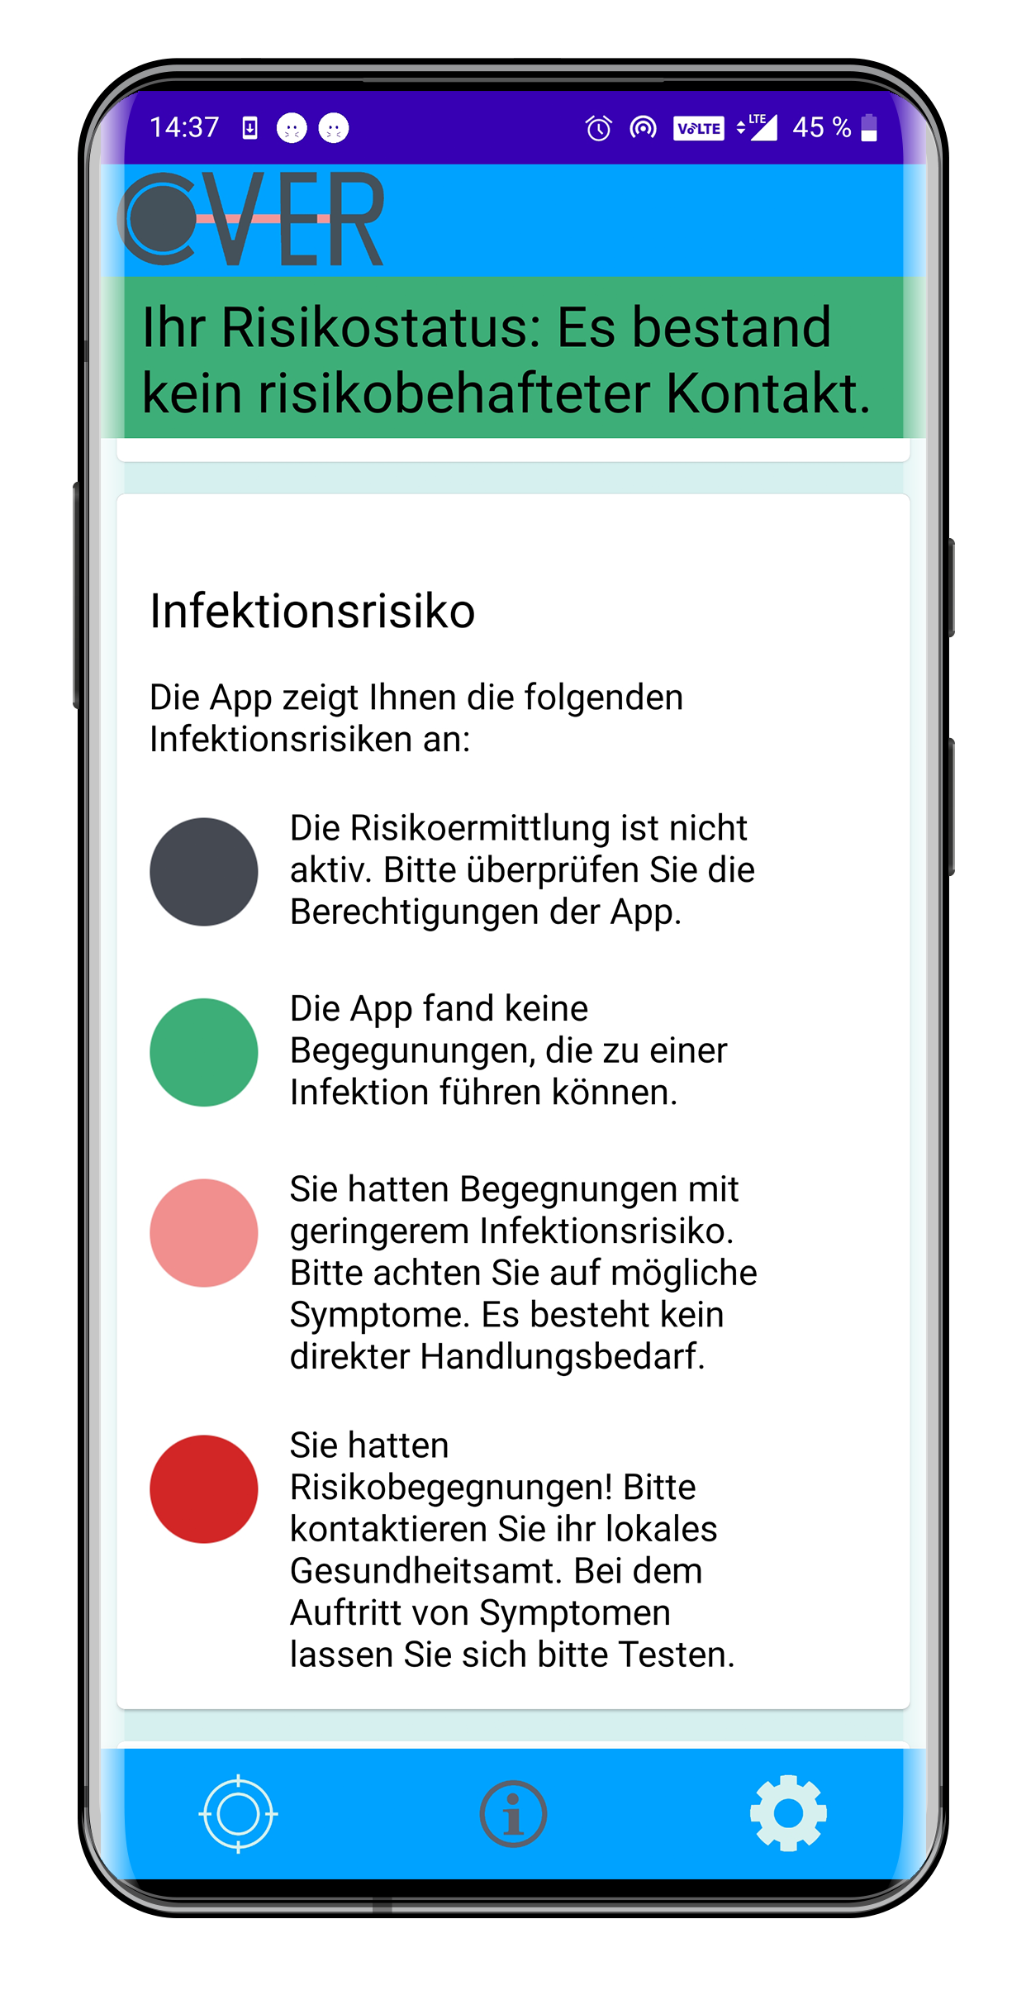 14:37 VoLTE LTE 45 %
CVER
Ihr Risikostatus: Es bestand
kein risikobehafteter Kontakt.
Infektionsrisiko
Die App zeigt Ihnen die folgenden
Infektionsrisiken an:
Die Risikoermittlung ist nicht
aktiv. Bitte überprüfen Sie die
Berechtigungen der App.
Die App fand keine
Begegunungen, die zu einer
Infektion führen können.
Sie hatten Begegnungen mit
geringerem Infektionsrisiko.
Bitte achten Sie auf mögliche
Symptome. Es besteht kein
direkter Handlungsbedarf.
Sie hatten
Risikobegegnungen! Bitte
kontaktieren Sie ihr lokales
Gesundheitsamt. Bei dem
Auftritt von Symptomen
lassen Sie sich bitte Testen.